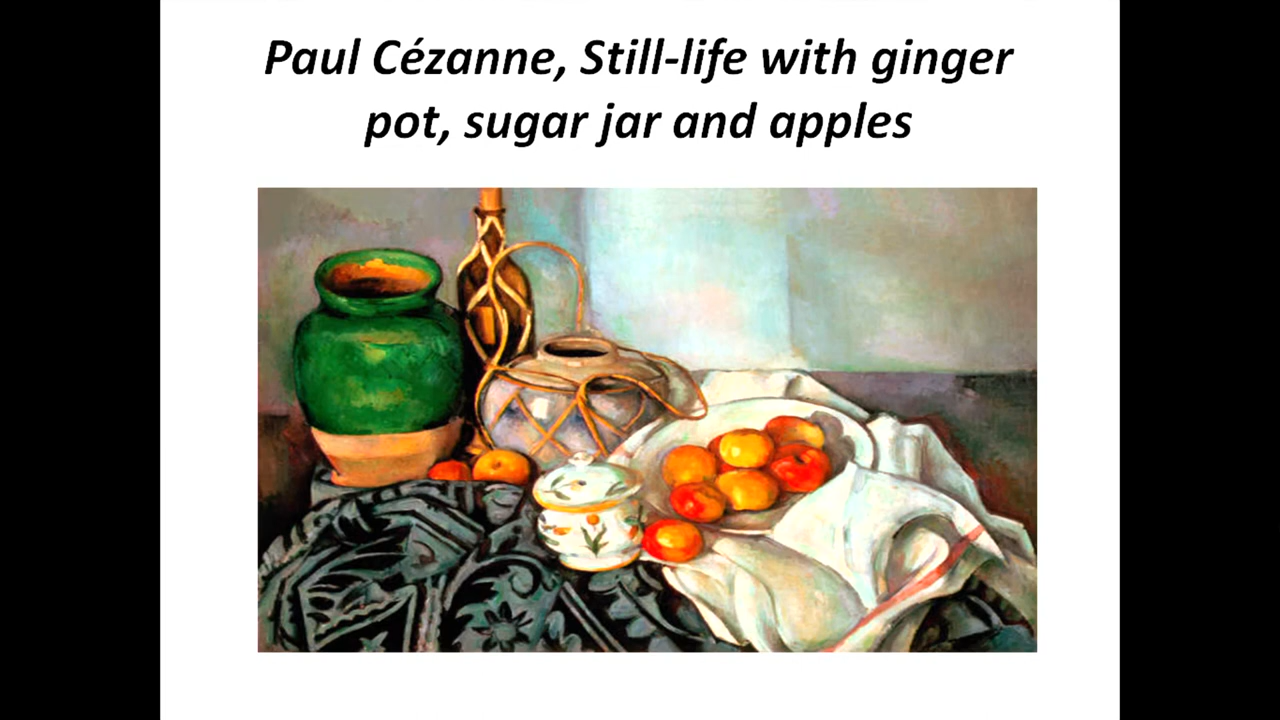 Paul Cézanne, Still-life with ginger
pot, sugar jar and apples